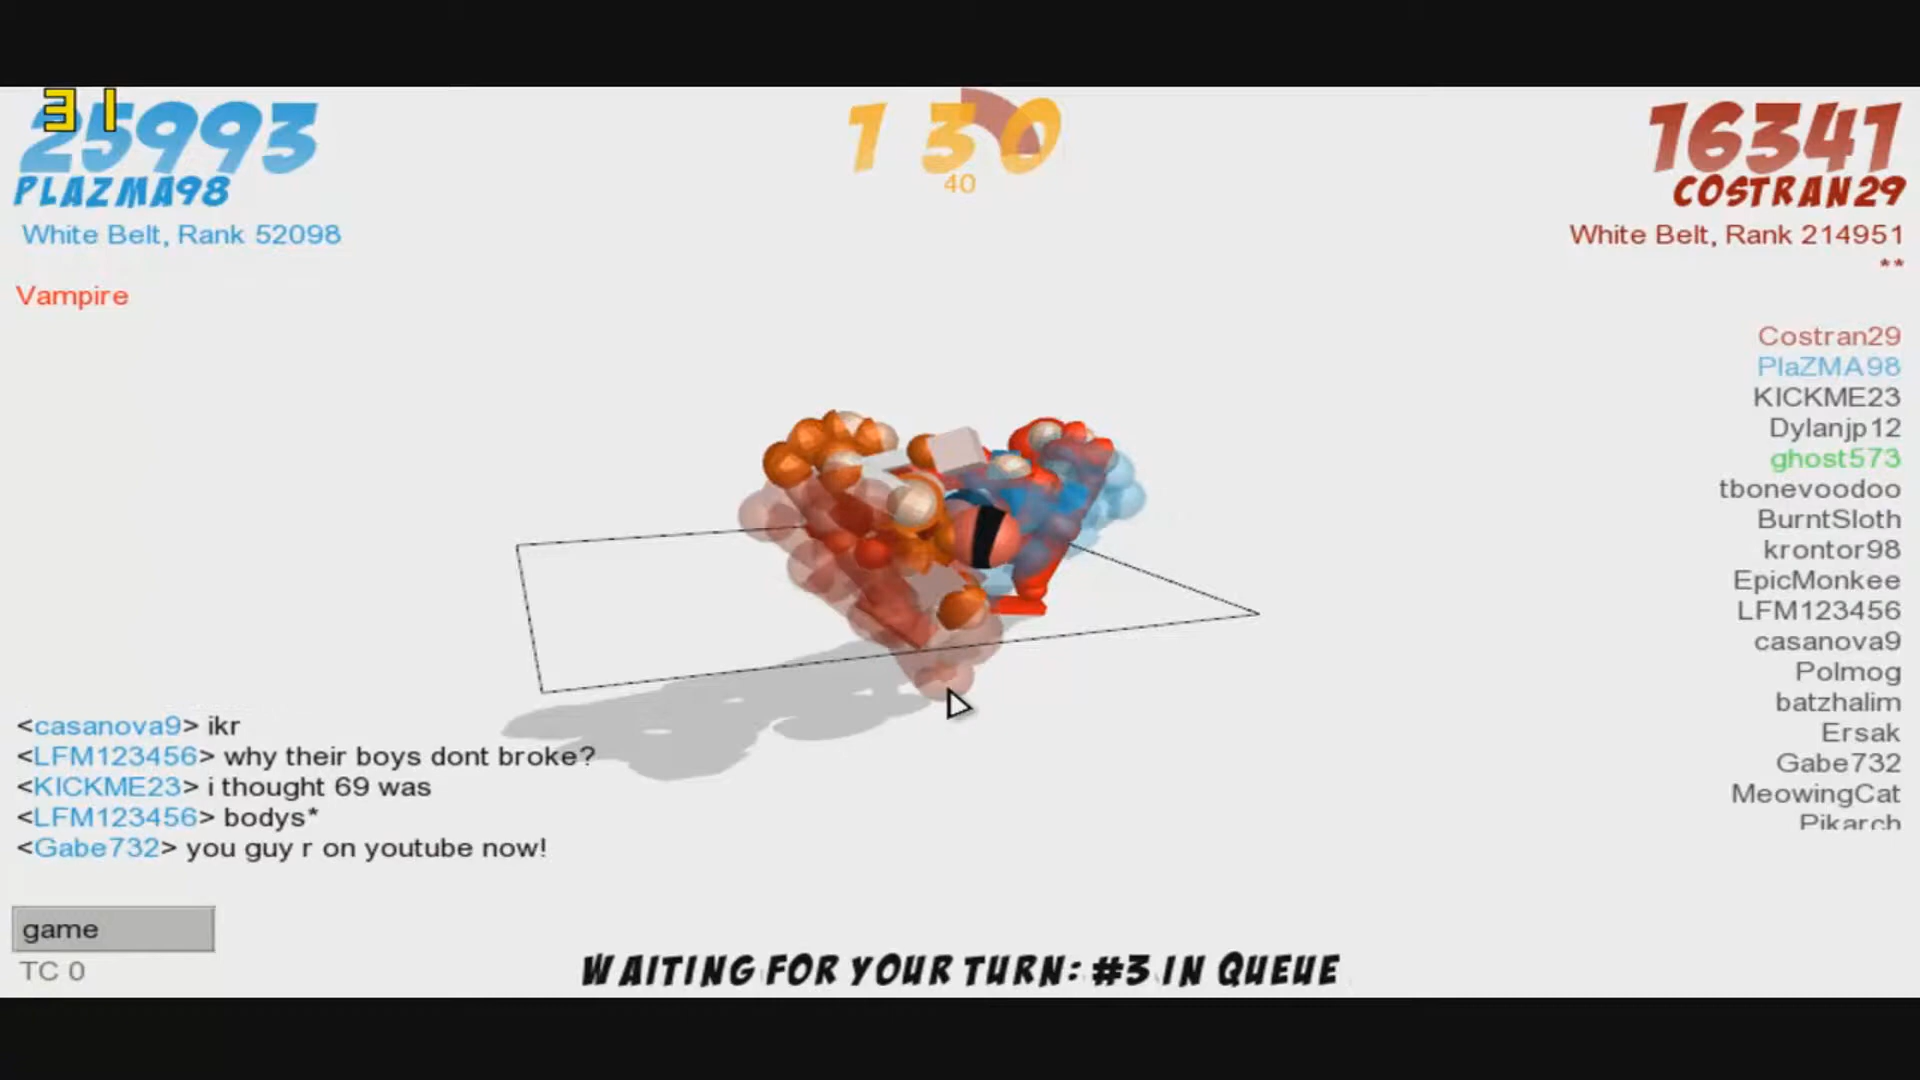 31
25993
PLAZMA98
White Belt, Rank 52098
Vampire
130
40
16341
COSTRAN29
White Belt, Rank 214951
**
Costran29
PlaZMA98
KICKME23
Dylanjp12
ghost573
tbonevoodoo
BurntSloth
krontor98
EpicMonkee
LFM123456
casanova9
Polmog
batzhalim
Ersak
Gabe732
MeowingCat
Pikarch
<casanova9> ikr
<LFM123456> why their boys dont broke?
<KICKME23> i thought 69 was
<LFM123456> bodys*
<Gabe732> you guy r on youtube now!
game
TC 0
WAITING FOR YOUR TURN: #3 IN QUEUE